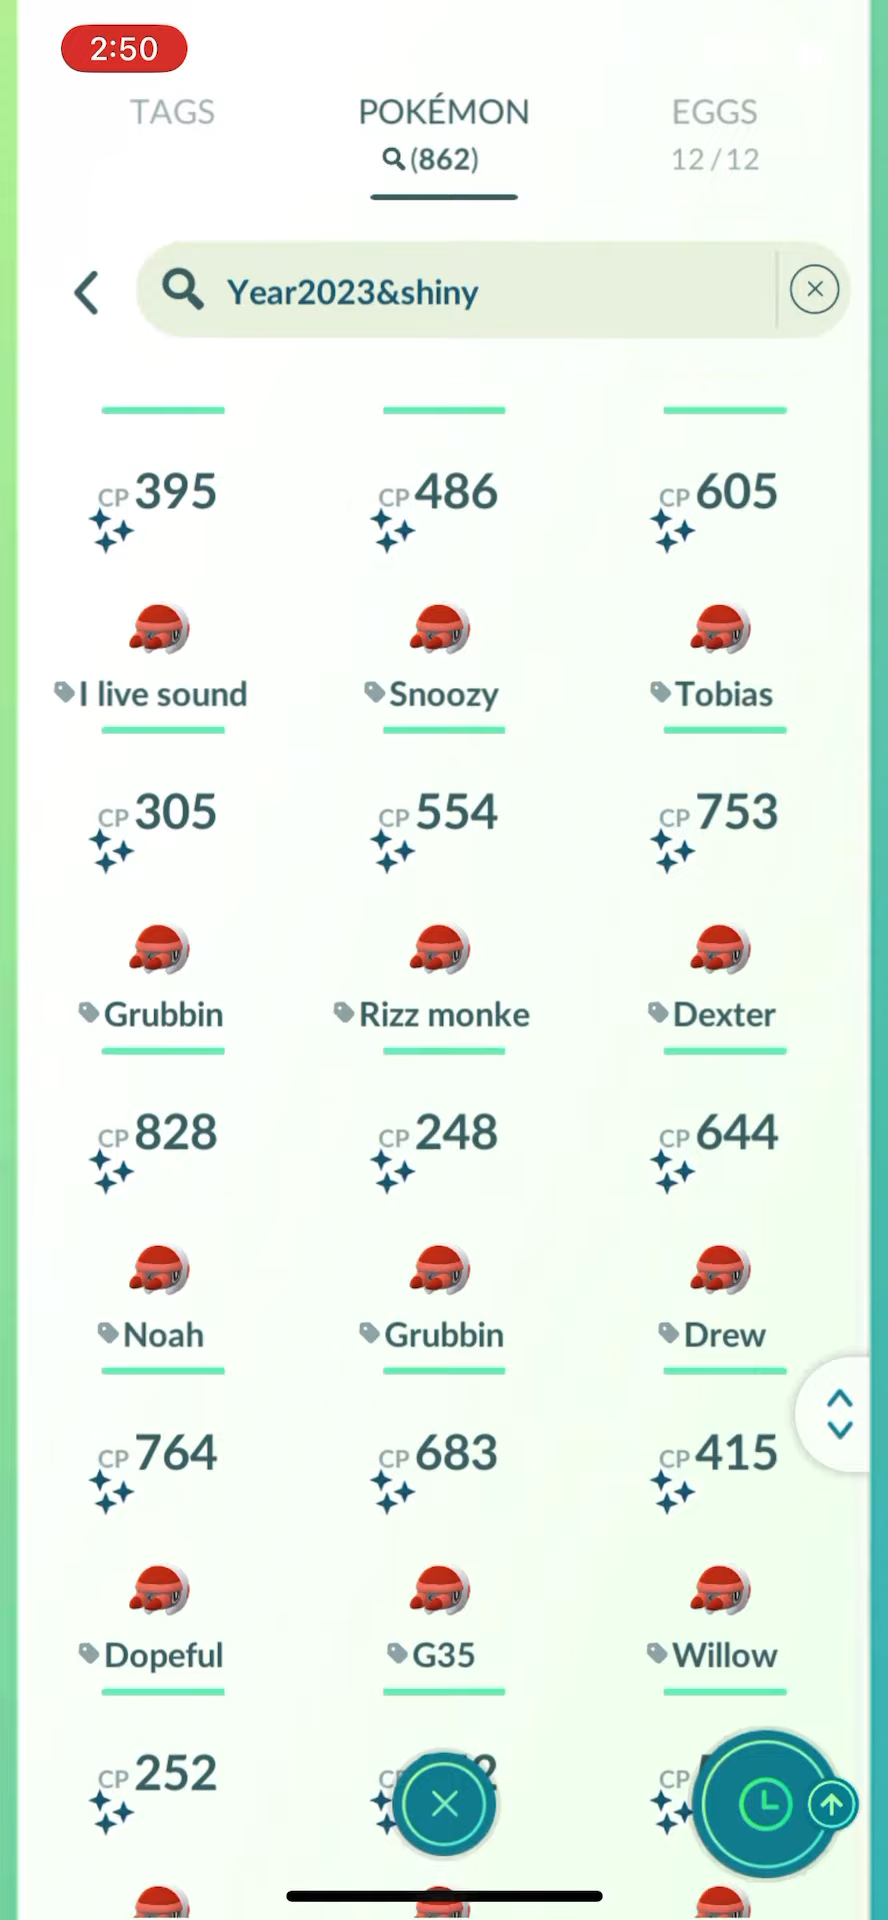 2:50
TAGS POKÉMON EGGS
(862) 12/12
Year2023&shiny
CP395 CP486 CP605
I live sound Snoozy Tobias
CP305 CP554 CP753
Grubbin Rizz monke Dexter
CP828 CP248 CP644
Noah Grubbin Drew
CP764 CP683 CP415
Dopeful G35 Willow
CP252 CP